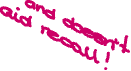 and doesn't
aid recall!